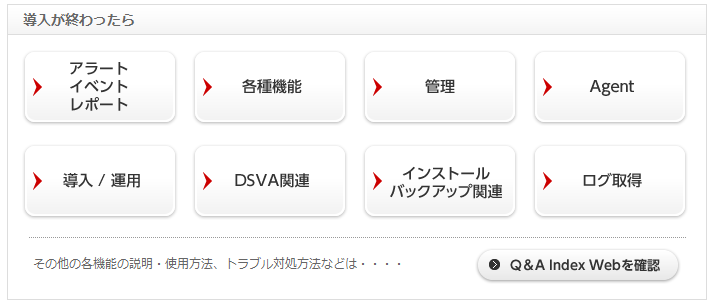 導入が終わったら
アラート
イベント
レポート
各種機能
管理
Agent
導入 / 運用
DSVA関連
インストール
バックアップ関連
ログ取得
その他の各機能の説明・使用方法、トラブル対処方法などは・・・・
Q&A Index Webを確認